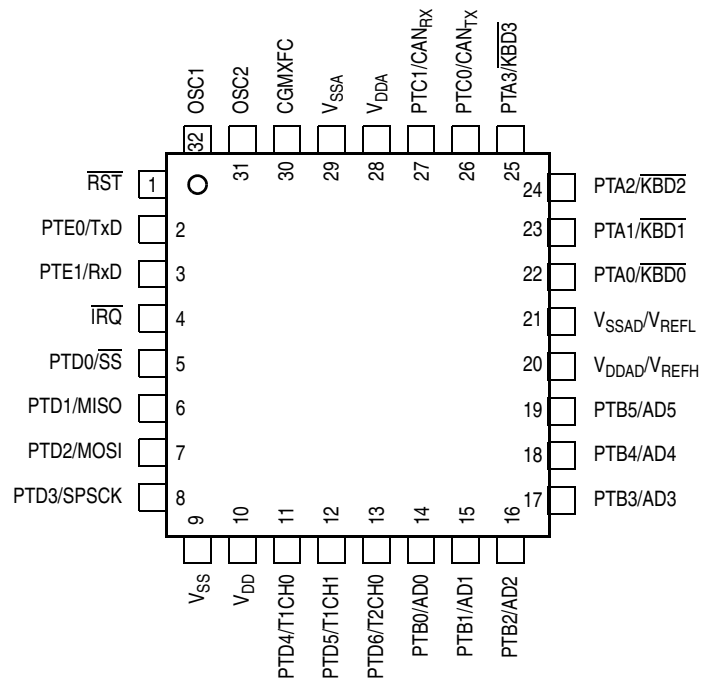 OSC1
OSC2
CGMXFC
VSSA
VDDA
PTC1/CANRX
PTC0/CANTX
PTA3/KBD3
32
31
30
29
28
27
26
25
RST
1
PTE0/TxD
2
PTE1/RxD
3
IRQ
4
PTD0/SS
5
PTD1/MISO
6
PTD2/MOSI
7
PTD3/SPSCK
8
24
PTA2/KBD2
23
PTA1/KBD1
22
PTA0/KBD0
21
VSSAD/VREFL
20
VDDAD/VREFH
19
PTB5/AD5
18
PTB4/AD4
17
PTB3/AD3
9
10
11
12
13
14
15
16
VSS
VDD
PTD4/T1CH0
PTD5/T1CH1
PTD6/T2CH0
PTB0/AD0
PTB1/AD1
PTB2/AD2